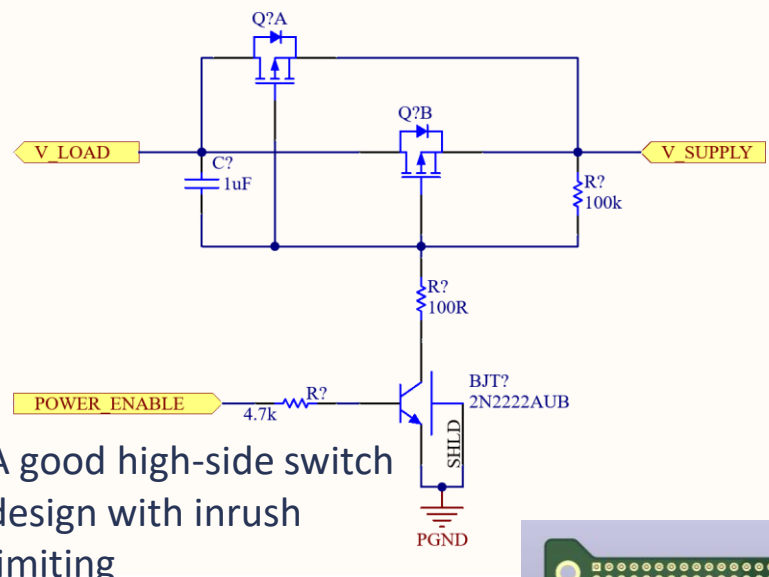 Q?A
Q?B
V_LOAD
C?
1uF
V_SUPPLY
R?
100k
R?
100R
POWER_ENABLE
4.7k
R?
BJT?
2N2222AUB
SHLD
PGND
A good high-side switch
design with inrush
limiting